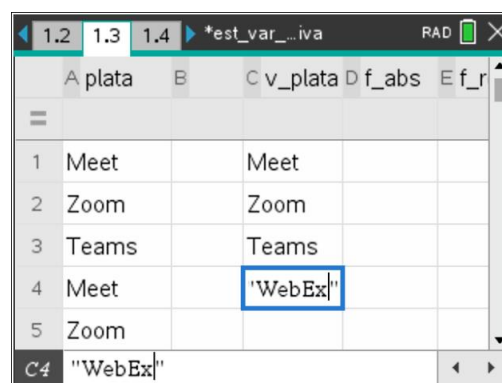 1.2 1.3 1.4 *est_var_...iva RAD
A plata B C v_plata D f_abs E f_r
=
1 Meet Meet
2 Zoom Zoom
3 Teams Teams
4 Meet "WebEx"
5 Zoom
C4 "WebEx"